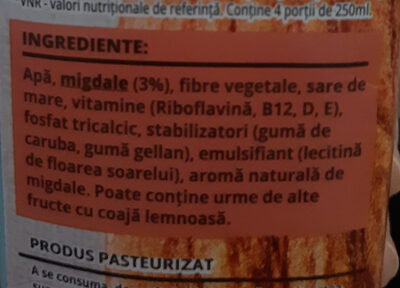 VNR - valori nutriționale de referință. Conține 4 porții de 250ml.
INGREDIENTE:
Apă, migdale (3%), fibre vegetale, sare de
mare, vitamine (Riboflavină, B12, D, E),
fosfat tricalcic, stabilizatori (gumă de
caruba, gumă gellan), emulsifiant (lecitină
de floarea soarelui), aromă naturală de
migdale. Poate conține urme de alte
fructe cu coajă lemnoasă.
PRODUS PASTEURIZAT
A se consuma